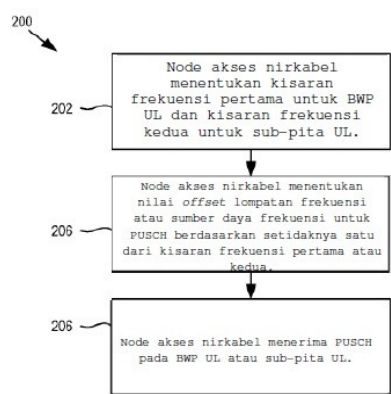 200
202
Node akses nirkabel
menentukan kisaran
frekuensi pertama untuk BWP
UL dan kisaran frekuensi
kedua untuk sub-pita UL.
206
Node akses nirkabel menentukan
nilai offset lompatan frekuensi
atau sumber daya frekuensi untuk
PUSCH berdasarkan setidaknya satu
dari kisaran frekuensi pertama atau
kedua.
206
Node akses nirkabel menerima PUSCH
pada BWP UL atau sub-pita UL.